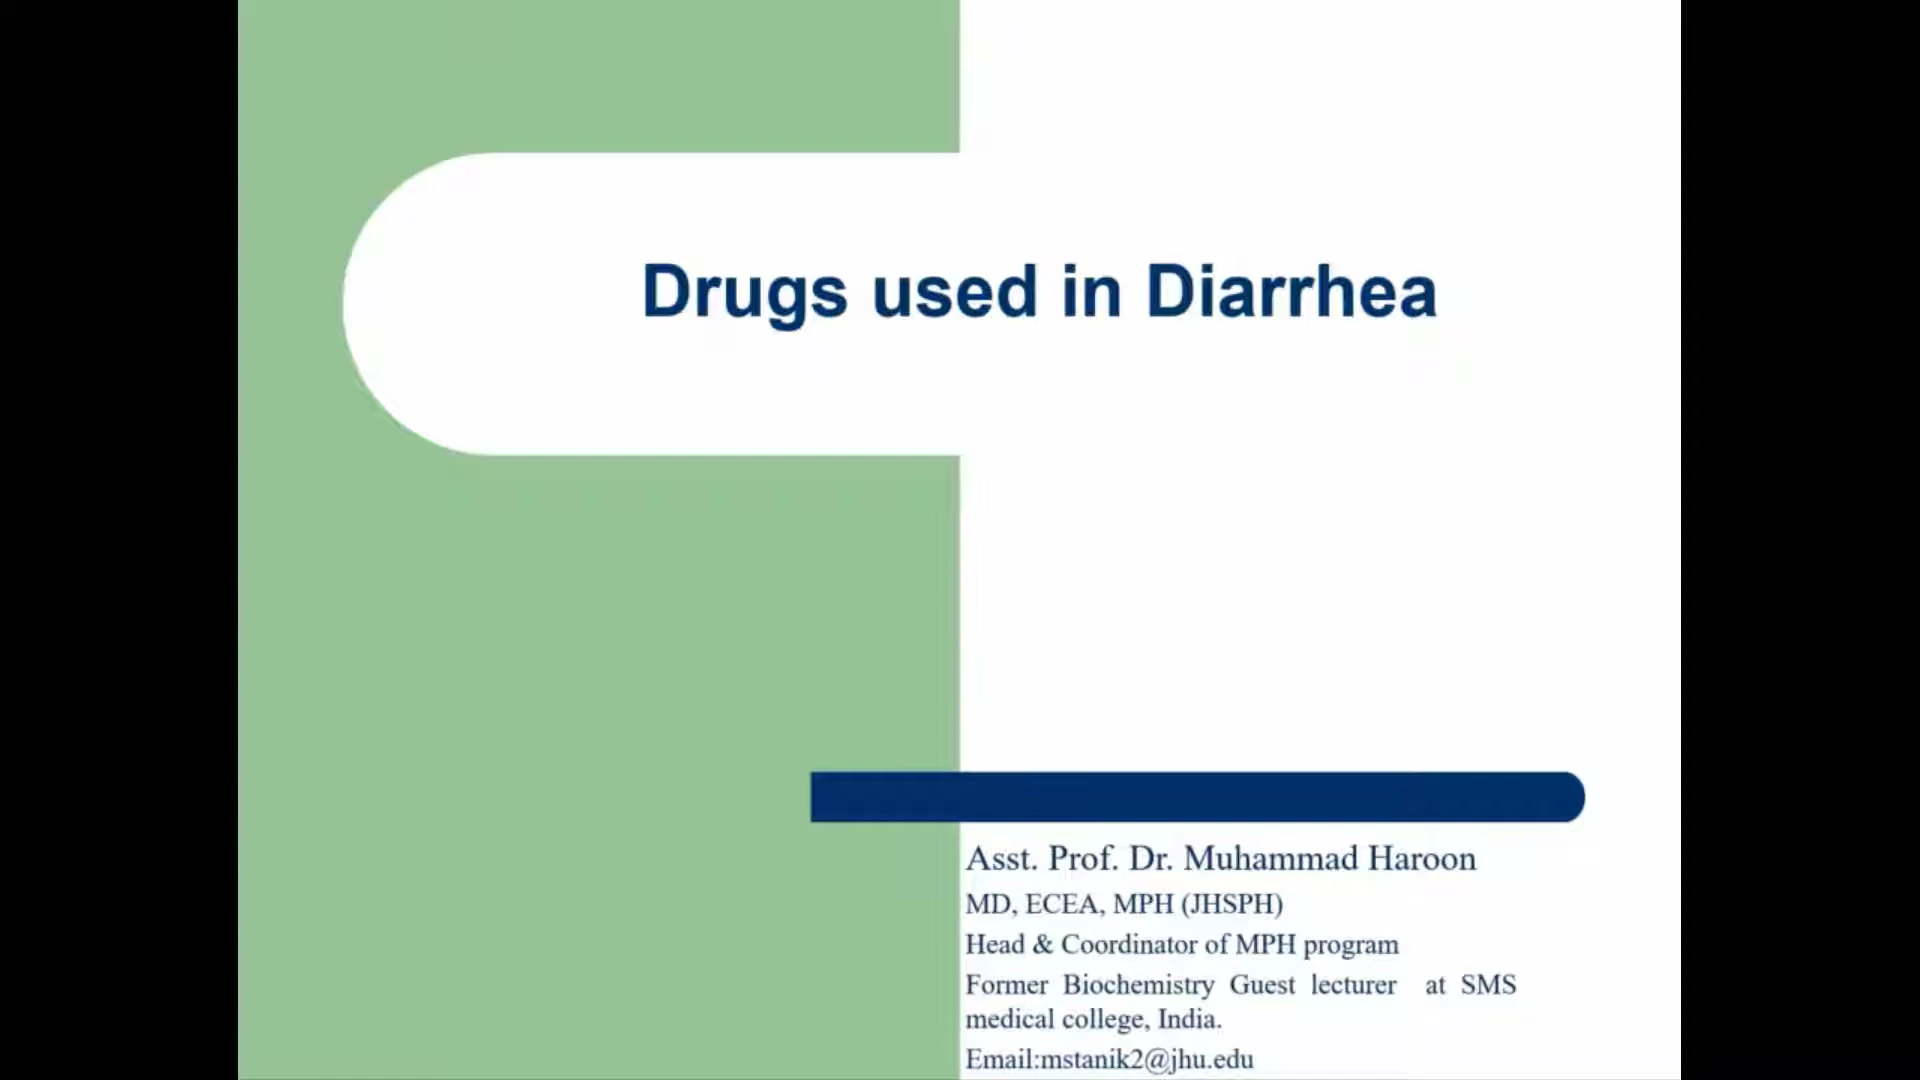 Drugs used in Diarrhea
Asst. Prof. Dr. Muhammad Haroon
MD, ECEA, MPH (JHSPH)
Head & Coordinator of MPH program
Former Biochemistry Guest lecturer at SMS
medical college, India.
Email:mstanik2@jhu.edu